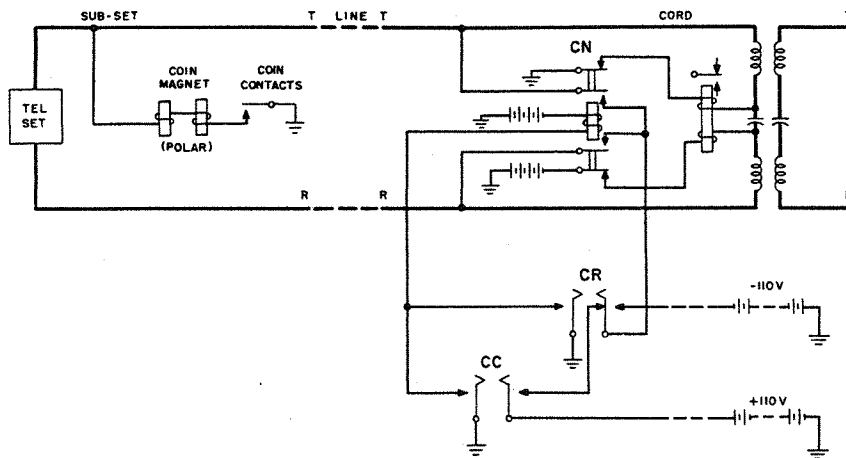 SUB-SET
T LINE T
CORD
T
COIN
MAGNET
COIN
CONTACTS
CN
TEL
SET
(POLAR)
R
R
CR
-110V
CC
+110V